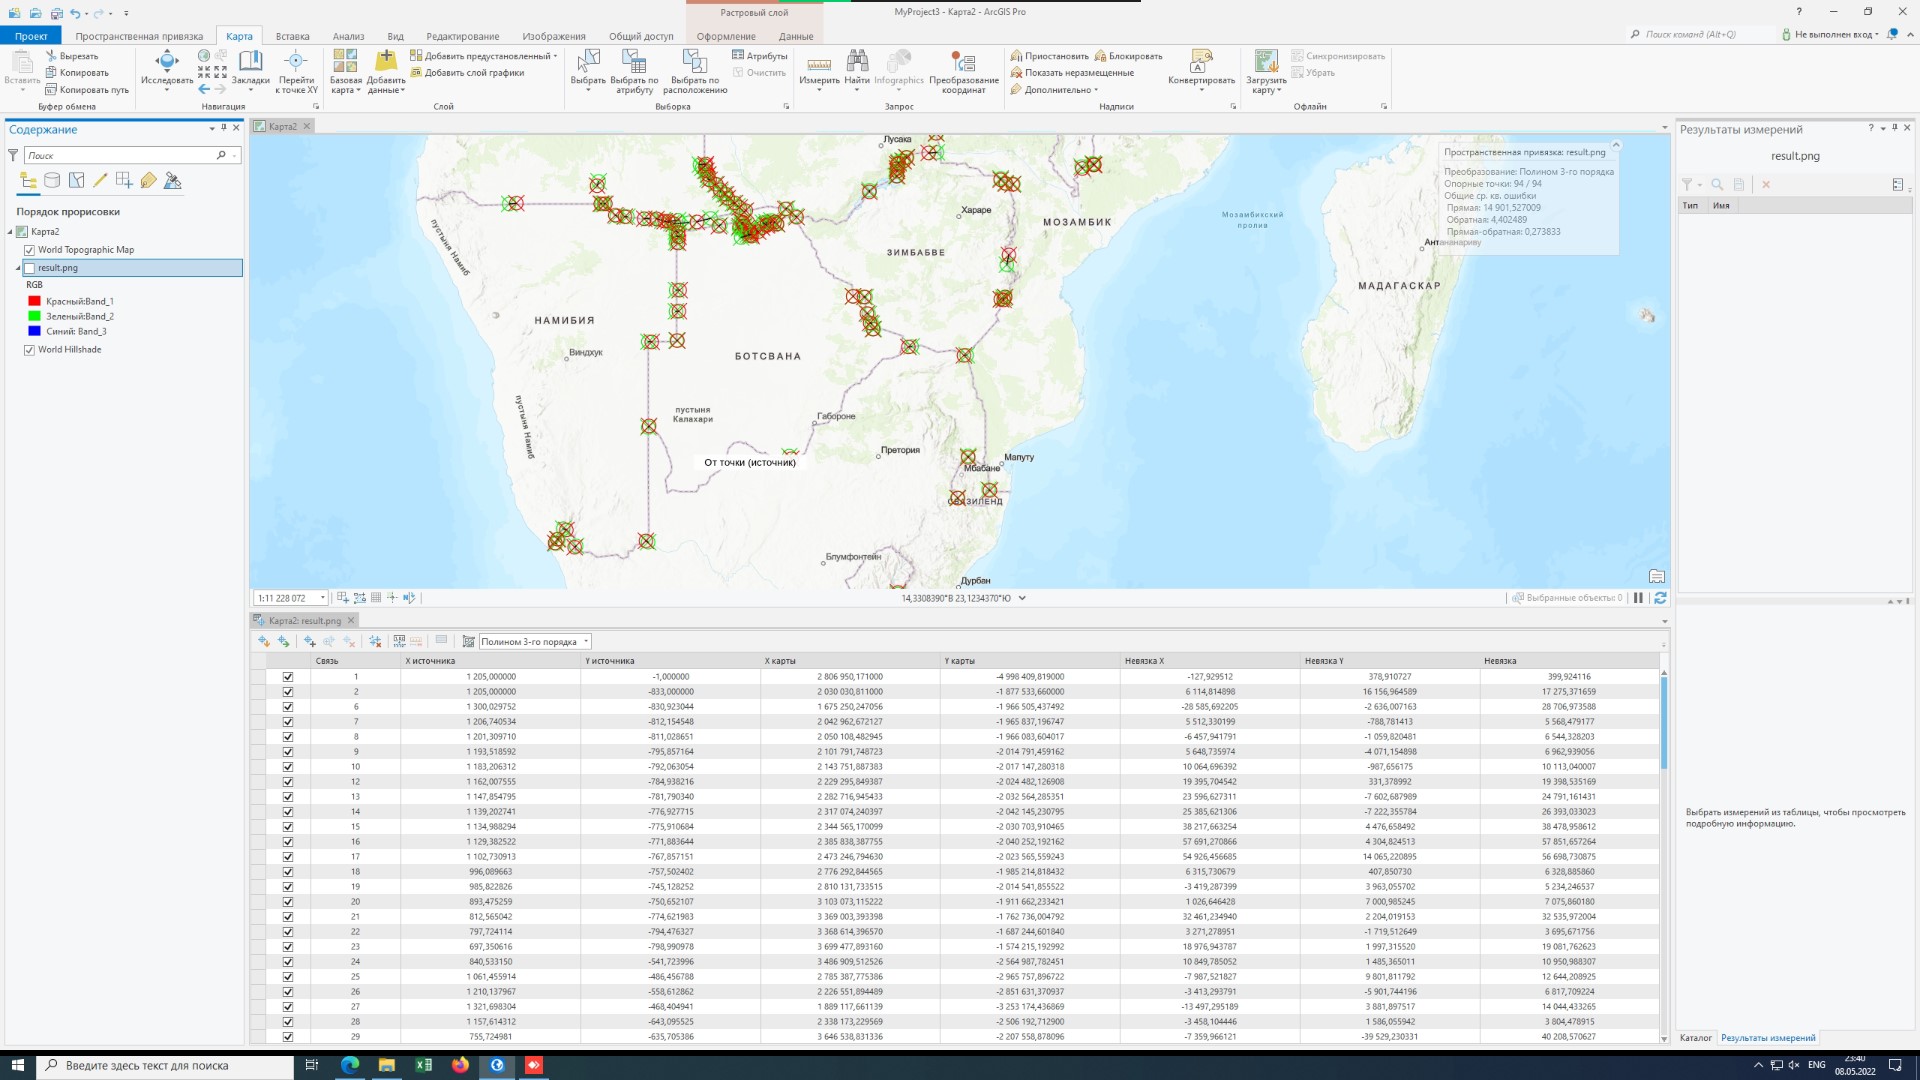 Растровый слой
MyProject3 - Карта2 - ArcGIS Pro
Проект
Пространственная привязка
Карта
Вставка
Анализ
Вид
Редактирование
Изображения
Общий доступ
Оформление
Данные
Поиск команд (Alt+Q)
Не выполнен вход
Вставить
Вырезать
Копировать
Копировать путь
Буфер обмена
Исследовать
Закладки
Перейти к точке XY
Навигация
Базовая карта
Добавить данные
Добавить предустановленный
Добавить слой графики
Слой
Выбрать
Выбрать по атрибуту
Выбрать по расположению
Атрибуты
Очистить
Выборка
Измерить
Найти
Infographics
Преобразование координат
Запрос
Приостановить
Блокировать
Показать неразмещенные
Дополнительно
Конвертировать
Надписи
Загрузить карту
Синхронизировать
Убрать
Офлайн
Содержание
Поиск
Порядок прорисовки
Карта2
World Topographic Map
result.png
RGB
Красный:Band_1
Зеленый:Band_2
Синий: Band_3
World Hillshade
Карта2
Лусака
Хараре
МОЗАМБИК
ЗИМБАБВЕ
Мозамбикский
пролив
Антананариву
МАДАГАСКАР
пустыня Намиб
НАМИБИЯ
Виндхук
БОТСВАНА
пустыня
Калахари
Габороне
пустыня Намиб
Претория
Мапуту
Мбабане
От точки (источник)
Блумфонтейн
Дурбан
Пространственная привязка: result.png
Преобразование: Полином 3-го порядка
Опорные точки: 94 / 94
Общие ср. кв. ошибки
Прямая: 14 901,527009
Обратная: 4,402489
Прямая-обратная: 0,273833
1:11 228 072
14,3308390°В 23,1234370°Ю
Выбранные объекты: 0
Карта2: result.png
Полином 3-го порядка
Связь X источника Y источника X карты Y карты Невязка X Невязка Y Невязка
1 1 205,000000 -1,000000 2 806 950,171000 -4 998 409,819000 -127,929512 378,910727 399,924116
2 1 205,000000 -833,000000 2 030 030,811000 -1 877 533,660000 6 114,814898 16 156,964589 17 275,371659
6 1 300,029752 -830,923044 1 675 250,247056 -1 966 505,437492 -28 585,692205 -2 636,007163 28 706,973588
7 1 206,740534 -812,154548 2 042 962,672127 -1 965 837,196747 5 512,330199 -788,781413 5 568,479177
8 1 201,309710 -811,028651 2 050 108,482945 -1 966 083,604017 -6 457,941791 -1 059,820481 6 544,328203
9 1 193,518592 -795,857164 2 101 791,748723 -2 014 791,459162 5 648,735974 -4 071,154898 6 962,939056
10 1 183,206312 -792,063054 2 143 751,887383 -2 017 147,280318 10 064,696392 -987,656175 10 113,040007
12 1 162,007555 -784,938216 2 229 295,849387 -2 024 482,126908 19 395,704542 331,378992 19 398,535169
13 1 147,854795 -781,790340 2 282 716,945433 -2 032 564,285351 23 596,627311 -7 602,687989 24 791,161431
14 1 139,202741 -776,927715 2 317 074,240397 -2 042 145,230795 25 385,621306 -7 222,355784 26 393,033023
15 1 134,988294 -775,910684 2 344 565,170099 -2 030 703,910465 38 217,663254 4 476,658492 38 478,958612
16 1 129,382522 -771,883644 2 385 838,387755 -2 040 252,192162 57 691,270866 4 304,824513 57 851,657264
17 1 102,730913 -767,857151 2 473 246,794630 -2 023 565,559243 54 926,456685 14 065,220895 56 698,730875
18 996,089663 -757,502402 2 776 292,844565 -1 985 214,818432 6 315,730679 407,850730 6 328,885860
19 985,822826 -745,128252 2 810 131,733515 -2 014 541,855522 -3 419,287399 3 963,055702 5 234,246537
20 893,475259 -750,652107 3 103 073,115222 -1 911 662,233421 1 026,646428 7 000,985245 7 075,860180
21 812,565042 -774,621983 3 369 003,393398 -1 762 736,004792 32 461,234940 2 204,019153 32 535,972004
22 797,724114 -794,476327 3 368 614,396570 -1 687 244,601840 3 271,278951 -1 719,512649 3 695,671756
23 697,350616 -798,990978 3 699 477,893160 -1 574 215,192992 18 976,943787 1 997,315520 19 081,762623
24 840,533150 -541,723996 3 486 909,512526 -2 564 987,782451 10 849,785052 1 485,365011 10 950,988307
25 1 061,455914 -486,456788 2 785 387,775386 -2 965 757,896722 -7 987,521827 9 801,811792 12 644,208925
26 1 210,137967 -558,612862 2 226 551,894489 -2 851 631,370937 -3 413,293791 -5 901,744196 6 817,709224
27 1 321,698304 -468,404941 1 889 117,661139 -3 253 174,436869 -13 497,295189 3 881,897517 14 044,433265
28 1 157,614312 -643,095525 2 338 173,229569 -2 506 192,712900 -3 458,104446 1 586,055942 3 804,478915
29 755,724981 -635,705386 3 646 538,831336 -2 207 558,878096 -7 359,966121 -39 529,230331 40 208,570627
Результаты измерений
result.png
Тип Имя
Выбрать измерений из таблицы, чтобы просмотреть
подробную информацию.
Каталог
Результаты измерений
Введите здесь текст для поиска
ENG
23:40
08.05.2022